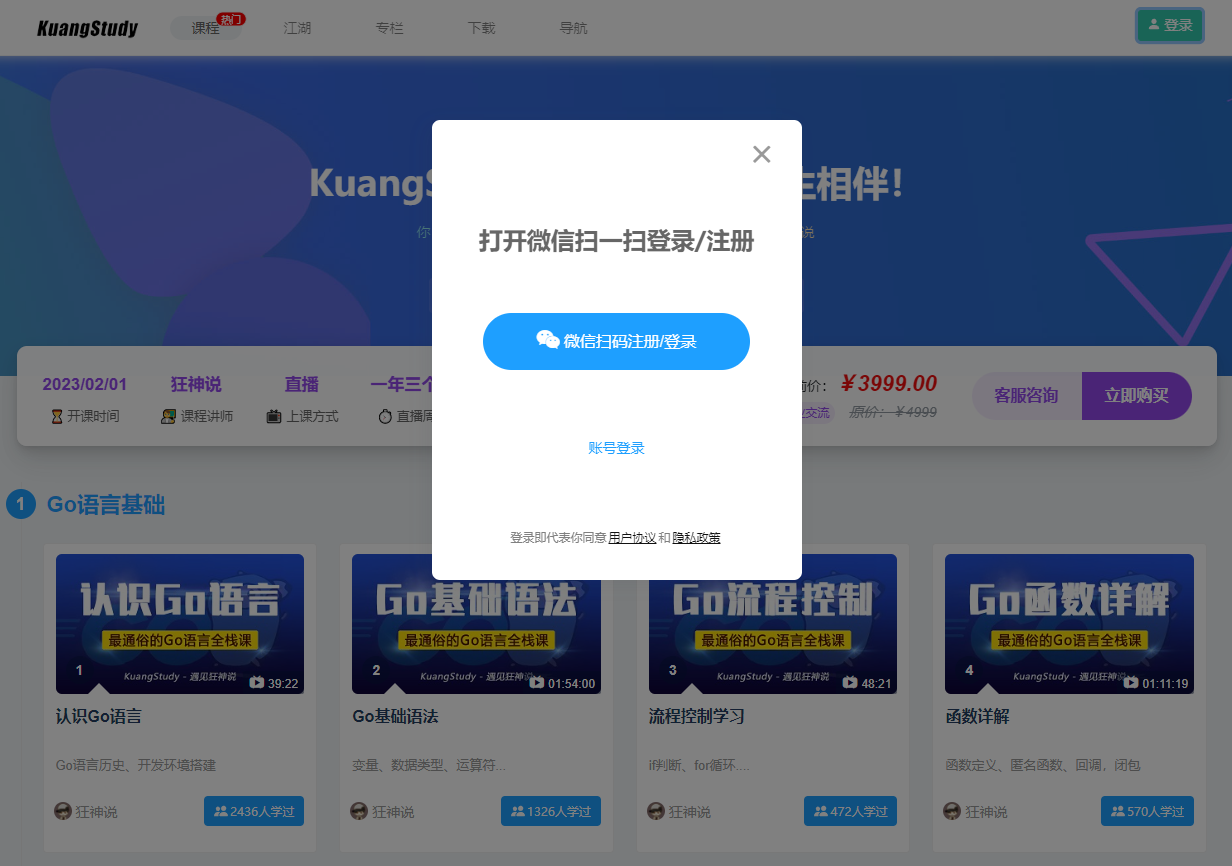 KuangStudy
课程
热门
江湖
专栏
下载
导航
登录
KuangS
生相伴！
你
说
打开微信扫一扫登录/注册
微信扫码注册/登录
账号登录
登录即代表你同意用户协议和隐私政策
2023/02/01
开课时间
狂神说
课程讲师
直播
上课方式
一年三个
直播周
前价：
￥3999.00
交流
原价：￥4999
客服咨询
立即购买
1
Go语言基础
认识Go语言
最通俗的Go语言全栈课
1
KuangStudy - 遇见狂神说
39:22
认识Go语言
Go语言历史、开发环境搭建
狂神说
2436人学过
Go基础语法
最通俗的Go语言全栈课
2
KuangStudy - 遇见狂神说
01:54:00
Go基础语法
变量、数据类型、运算符...
狂神说
1326人学过
Go流程控制
最通俗的Go语言全栈课
3
KuangStudy - 遇见狂神说
48:21
流程控制学习
if判断、for循环....
狂神说
472人学过
Go函数详解
最通俗的Go语言全栈课
4
KuangStudy - 遇见狂神说
01:11:19
函数详解
函数定义、匿名函数、回调，闭包
狂神说
570人学过